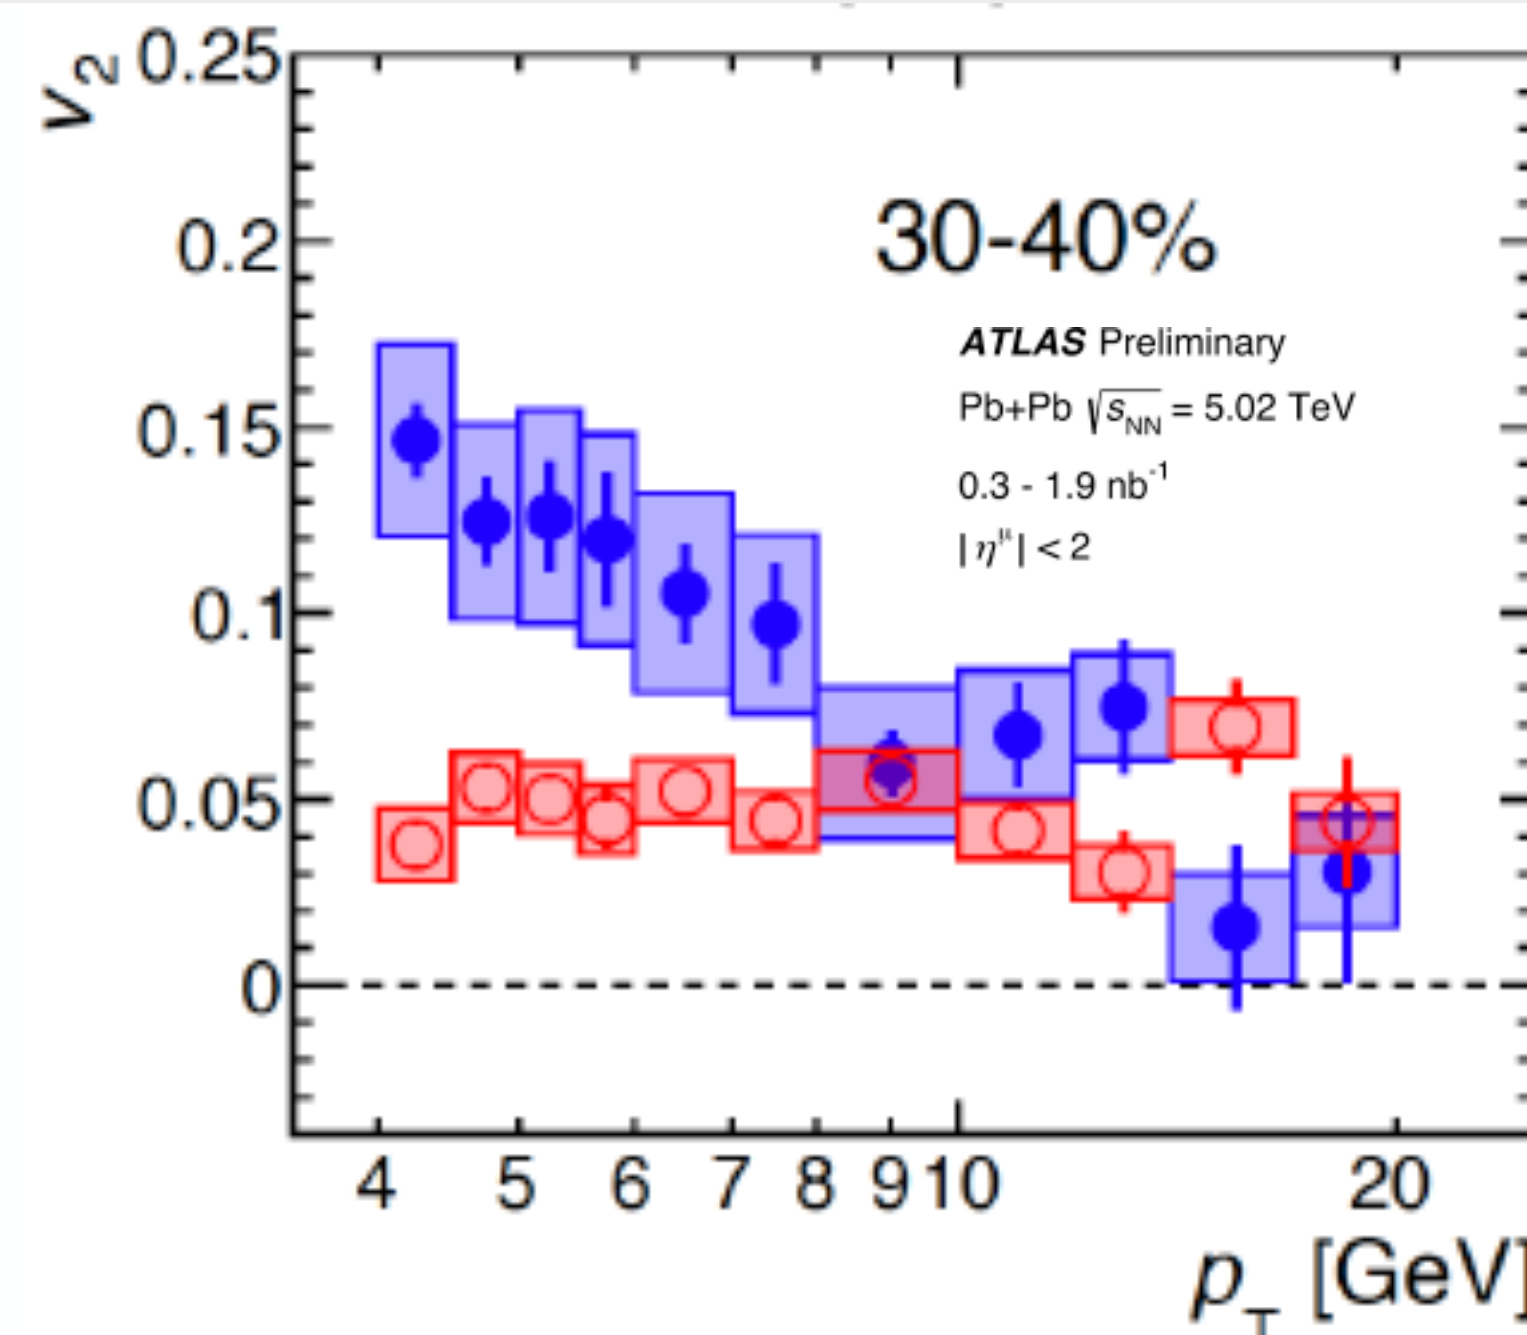 v2
0.25
0.2
0.15
0.1
0.05
0
30-40%
ATLAS Preliminary
Pb+Pb √sNN = 5.02 TeV
0.3 - 1.9 nb-1
| ημ | < 2
4 5 6 7 8 9 10 20
pT [GeV]